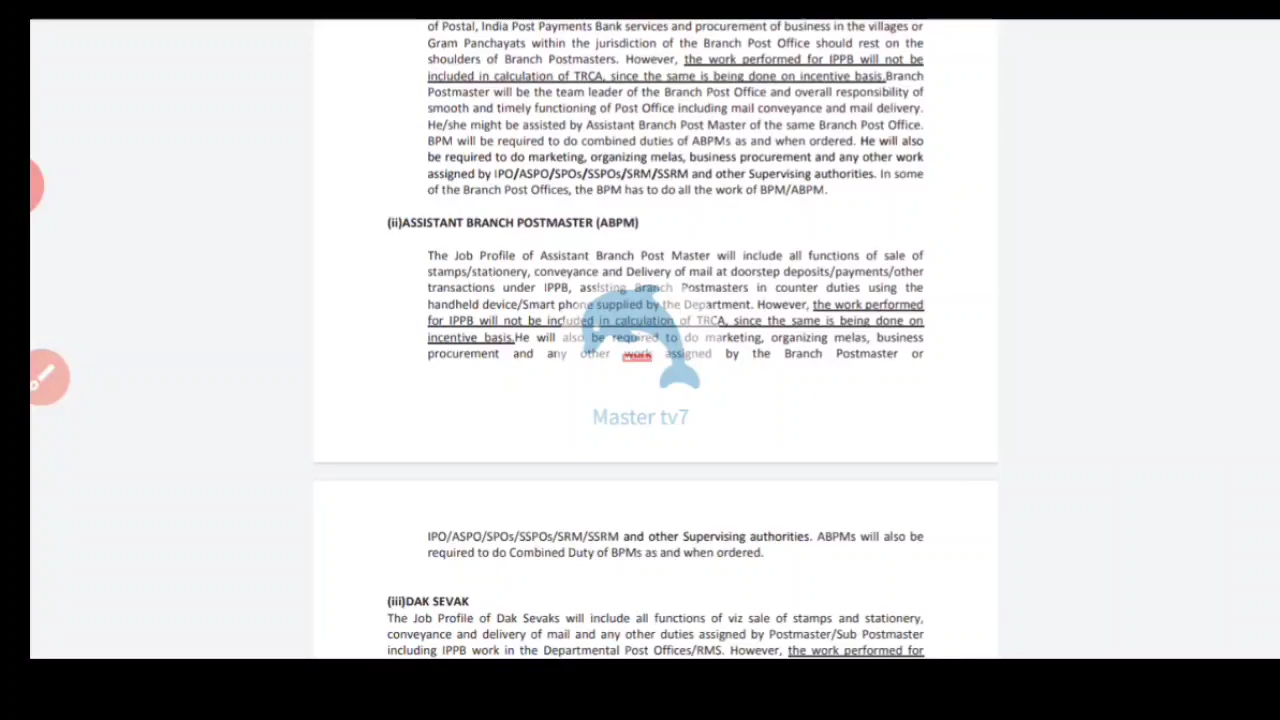 of Postal, India Post Payments Bank services and procurement of business in the villages or
Gram Panchayats within the jurisdiction of the Branch Post Office should rest on the
shoulders of Branch Postmasters. However, the work performed for IPPB will not be
included in calculation of TRCA, since the same is being done on incentive basis.Branch
Postmaster will be the team leader of the Branch Post Office and overall responsibility of
smooth and timely functioning of Post Office including mail conveyance and mail delivery.
He/she might be assisted by Assistant Branch Post Master of the same Branch Post Office.
BPM will be required to do combined duties of ABPMs as and when ordered. He will also
be required to do marketing, organizing melas, business procurement and any other work
assigned by IPO/ASPO/SPOs/SSPOs/SRM/SSRM and other Supervising authorities. In some
of the Branch Post Offices, the BPM has to do all the work of BPM/ABPM.
(ii)ASSISTANT BRANCH POSTMASTER (ABPM)
The Job Profile of Assistant Branch Post Master will include all functions of sale of
stamps/stationery, conveyance and Delivery of mail at doorstep deposits/payments/other
transactions under IPPB, assisting Branch Postmasters in counter duties using the
handheld device/Smart phone supplied by the Department. However, the work performed
for IPPB will not be included in calculation of TRCA, since the same is being done on
incentive basis.He will also be required to do marketing, organizing melas, business
procurement and any other work assigned by the Branch Postmaster or
Master tv7
IPO/ASPO/SPOs/SSPOs/SRM/SSRM and other Supervising authorities. ABPMs will also be
required to do Combined Duty of BPMs as and when ordered.
(iii)DAK SEVAK
The Job Profile of Dak Sevaks will include all functions of viz sale of stamps and stationery,
conveyance and delivery of mail and any other duties assigned by Postmaster/Sub Postmaster
including IPPB work in the Departmental Post Offices/RMS. However, the work performed for